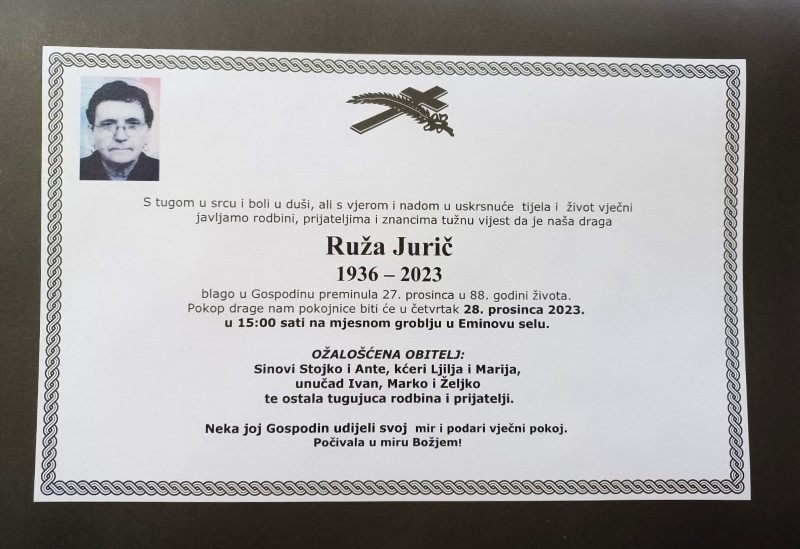 S tugom u srcu i boli u duši, ali s vjerom i nadom u uskrsnuće tijela i život vječni
javljamo rodbini, prijateljima i znancima tužnu vijest da je naša draga
Ruža Jurič
1936 – 2023
blago u Gospodinu preminula 27. prosinca u 88. godini života.
Pokop drage nam pokojnice biti će u četvrtak 28. prosinca 2023.
u 15:00 sati na mjesnom groblju u Eminovu selu.
OŽALOŠĆENA OBITELJ:
Sinovi Stojko i Ante, kćeri Ljilja i Marija,
unučad Ivan, Marko i Željko
te ostala tugujuca rodbina i prijatelji.
Neka joj Gospodin udijeli svoj mir i podari vječni pokoj.
Počivala u miru Božjem!